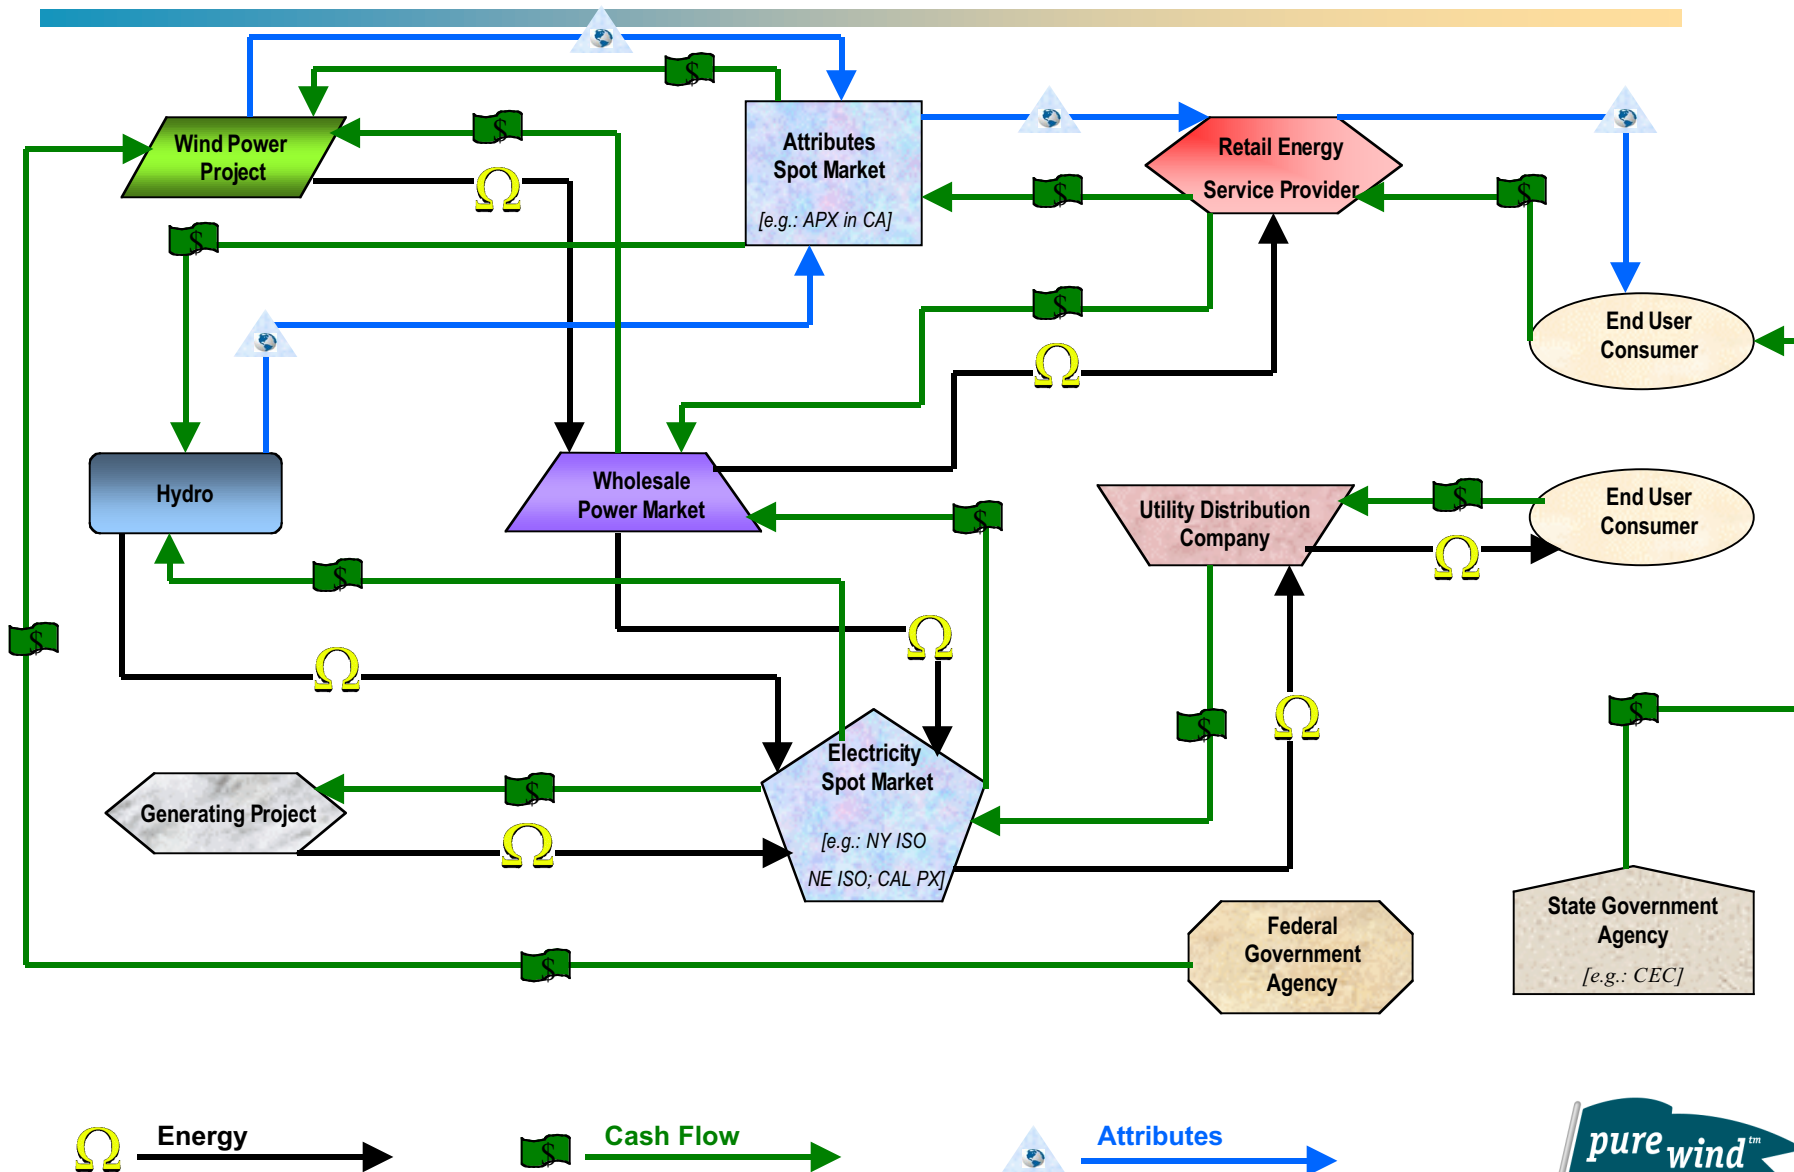 Wind Power
Project
Attributes
Spot Market
[e.g.: APX in CA]
Retail Energy
Service Provider
End User
Consumer
Hydro
Wholesale
Power Market
Utility Distribution
Company
End User
Consumer
Electricity
Spot Market
[e.g.: NY ISO
NE ISO; CAL PX]
Generating Project
Federal
Government
Agency
State Government
Agency
[e.g.: CEC]
Ω Energy
$ Cash Flow
Attributes
pure wind™